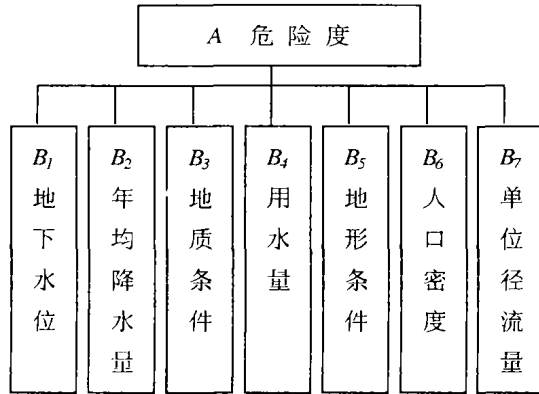 A 危险度
B1 地下水位
B2 年均降水量
B3 地质条件
B4 用水量
B5 地形条件
B6 人口密度
B7 单位径流量